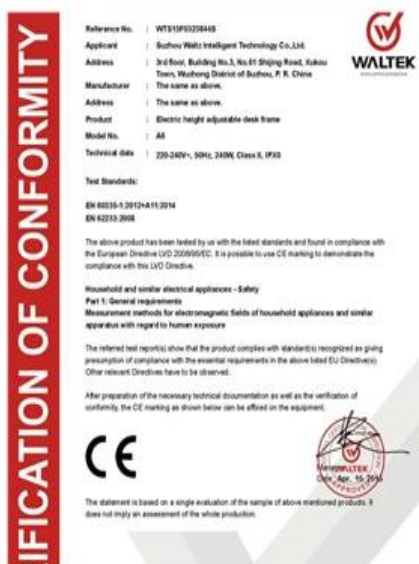 IFICATION OF CONFORMITY
WALTEK
Reference No. :
Applicant : Suzhou Waltz Intelligent Technology Co.,Ltd.
Address : 3rd floor, Building No.3, No.81 Shijing Road, Xukou
Town, Wuzhong District of Suzhou, P. R. China
Manufacturer : The same as above.
Address : The same as above.
Product : Electric height adjustable desk frame
Model No. :
Technical data : 220-240V~, 50Hz, 240W, Class II, IPX0
Test Standards:
EN 60335-1:2012+A11:2014
EN 62233:2008
The above product has been tested by us with the listed standards and found in compliance with
the European Directive LVD 2006/95/EC. It is possible to use CE marking to demonstrate the
compliance with this LVD Directive.
Household and similar electrical appliances - Safety
Part 1: General requirements
Measurement methods for electromagnetic fields of household appliances and similar
apparatus with regard to human exposure
The referred test report(s) show that the product complies with standard(s) recognized as giving
presumption of compliance with the essential requirements in the above listed EU Directive(s).
Other relevant Directives have to be observed.
After preparation of the necessary technical documentation as well as the verification of
conformity, the CE marking as shown below can be affixed on the equipment.
CE
WALTEK
Manager
Date: Apr. 15
The statement is based on a single evaluation of the sample of above mentioned products. It
does not imply an assessment of the whole production.